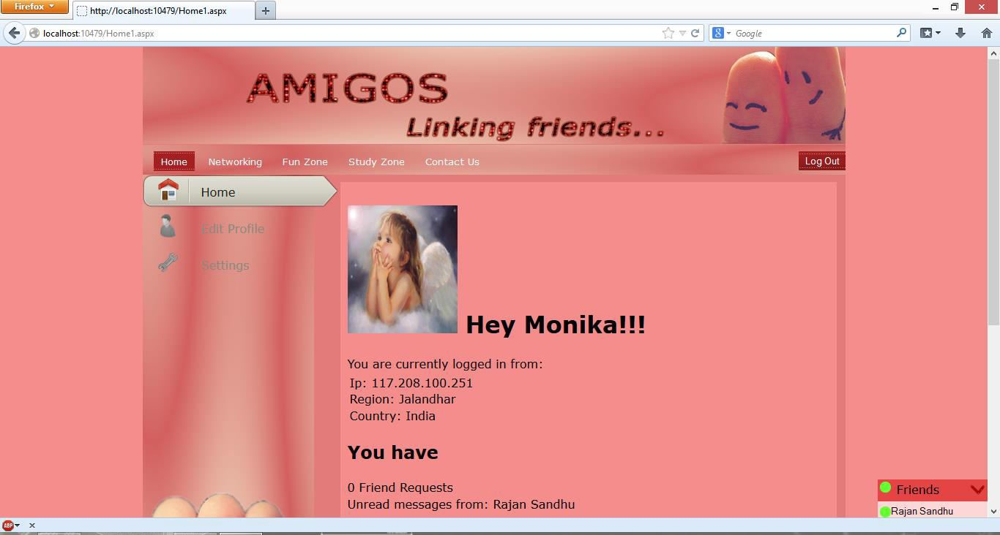 Firefox
http://localhost:10479/Home1.aspx
localhost:10479/Home1.aspx
Google
AMIGOS
Linking friends...
Home Networking Fun Zone Study Zone Contact Us Log Out
Home
Edit Profile
Settings
Hey Monika!!!
You are currently logged in from:
Ip: 117.208.100.251
Region: Jalandhar
Country: India
You have
0 Friend Requests
Unread messages from: Rajan Sandhu
Friends
Rajan Sandhu
ABP